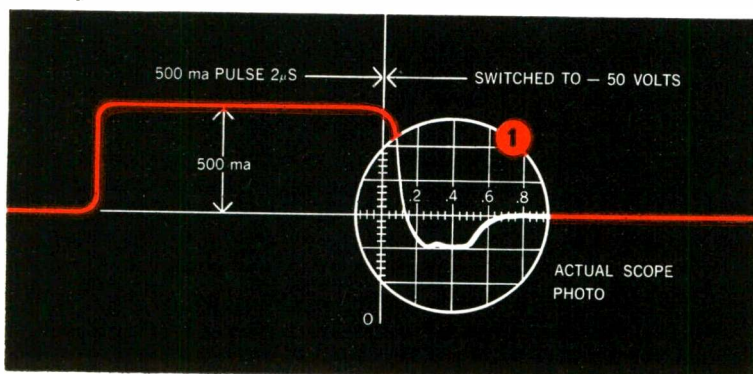 500 ma PULSE 2μS
SWITCHED TO — 50 VOLTS
1
500 ma
.2 .4 .6 .8
ACTUAL SCOPE
PHOTO
0